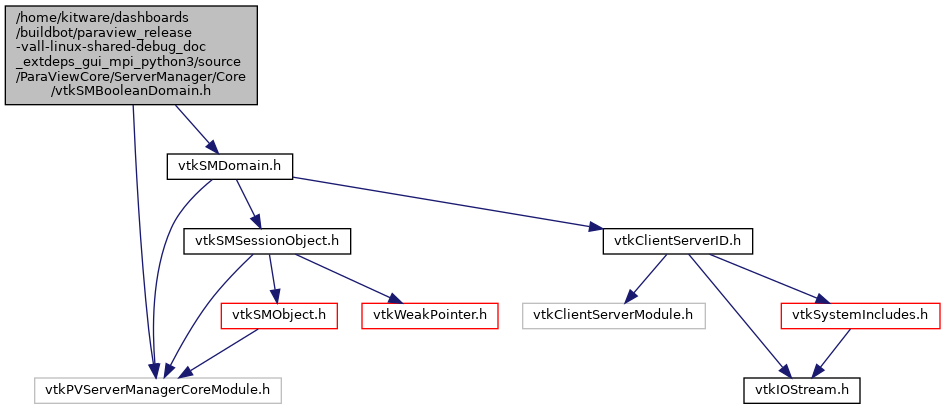 /home/kitware/dashboards
/buildbot/paraview_release
-vall-linux-shared-debug_doc
_extdeps_gui_mpi_python3/source
/ParaViewCore/ServerManager/Core
/vtkSMBooleanDomain.h
vtkSMDomain.h
vtkSMSessionObject.h
vtkClientServerID.h
vtkSMObject.h
vtkWeakPointer.h
vtkClientServerModule.h
vtkSystemIncludes.h
vtkPVServerManagerCoreModule.h
vtkIOStream.h